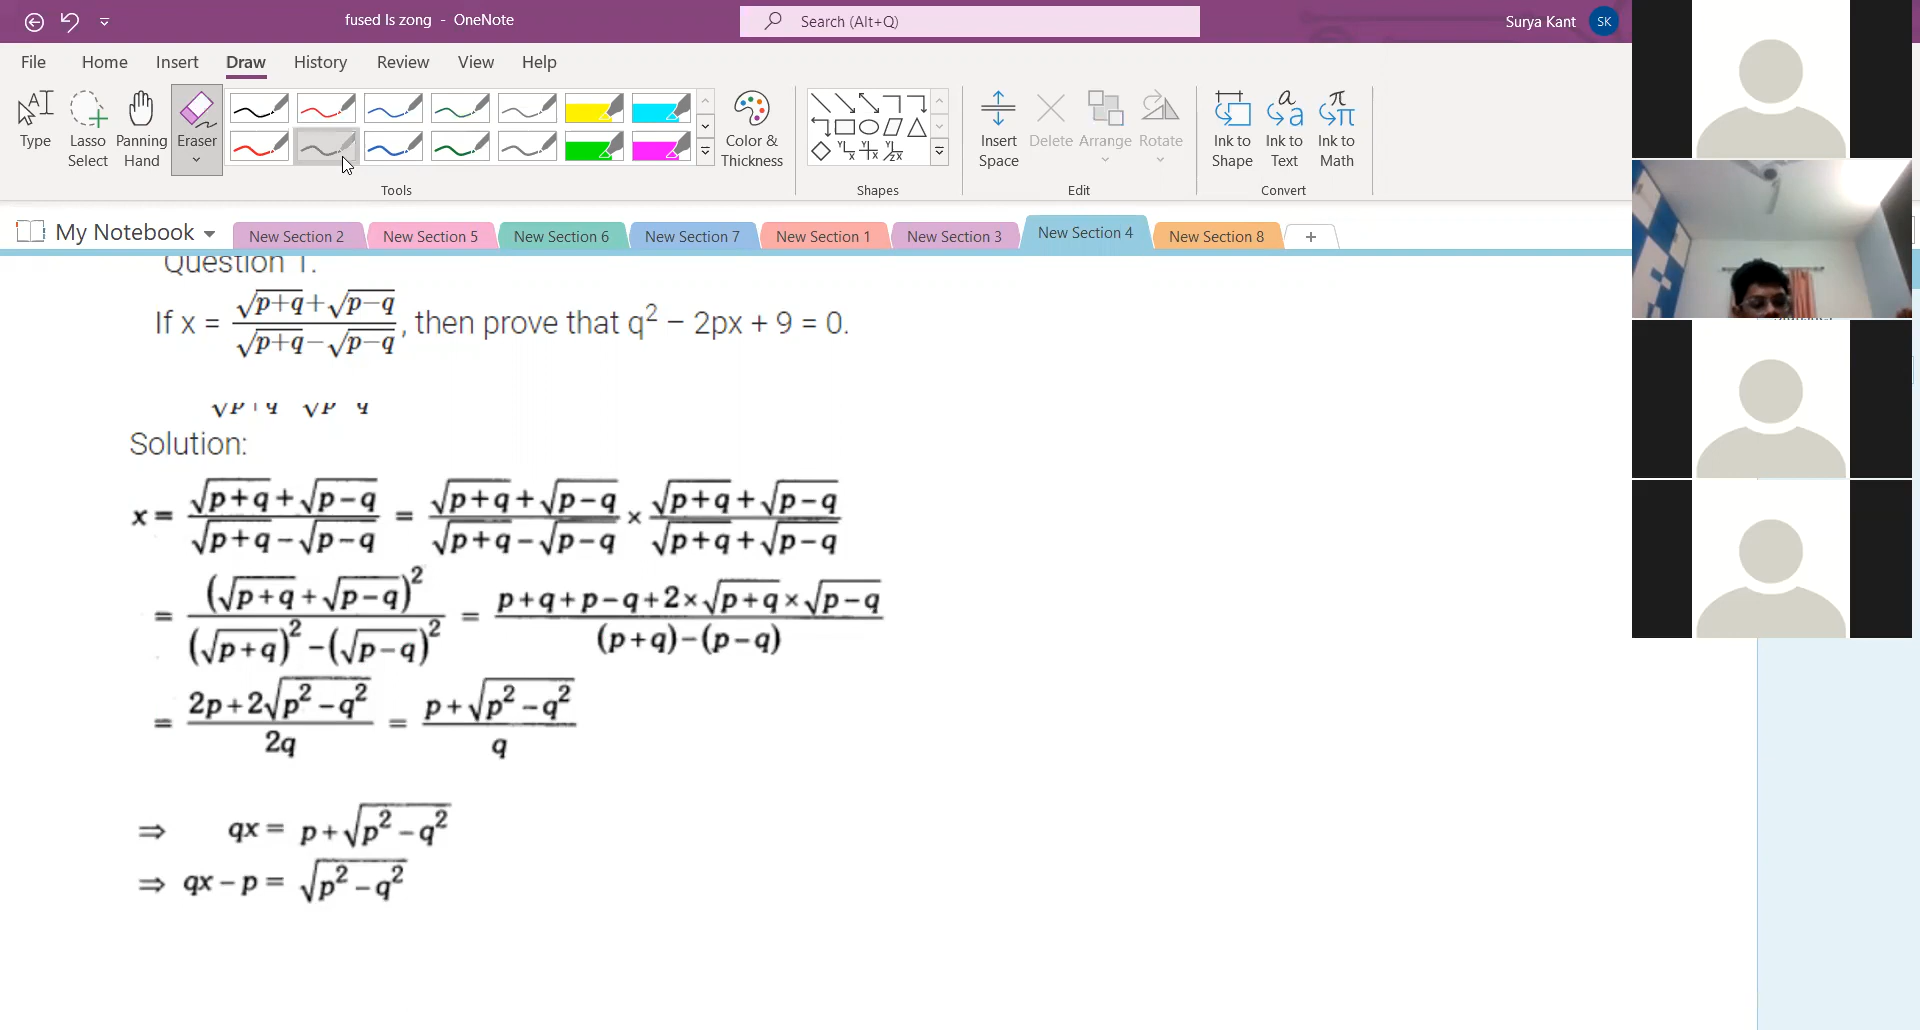 fused Is zong - OneNote
Search (Alt+Q)
Surya Kant SK
File Home Insert Draw History Review View Help
Type
Lasso Select
Panning Hand
Eraser
Color & Thickness
Insert Space
Delete
Arrange
Rotate
Ink to Shape
Ink to Text
Ink to Math
Tools Shapes Edit Convert
My Notebook New Section 2 New Section 5 New Section 6 New Section 7 New Section 1 New Section 3 New Section 4 New Section 8 +
Question 1.
If x = (√(p+q)+√(p−q))/(√(p+q)−√(p−q)), then prove that q² − 2px + 9 = 0.
Solution:
x = (√(p+q) + √(p−q))/(√(p+q) − √(p−q)) = (√(p+q) + √(p−q))/(√(p+q) − √(p−q)) × (√(p+q) + √(p−q))/(√(p+q) + √(p−q))
= (√(p+q) + √(p−q))²/((√(p+q))² − (√(p−q))²) = (p+q+p−q+2×√(p+q)×√(p−q))/((p+q)−(p−q))
= (2p+2√(p²−q²))/2q = (p+√(p²−q²))/q
⇒ qx = p+√(p²−q²)
⇒ qx − p = √(p²−q²)